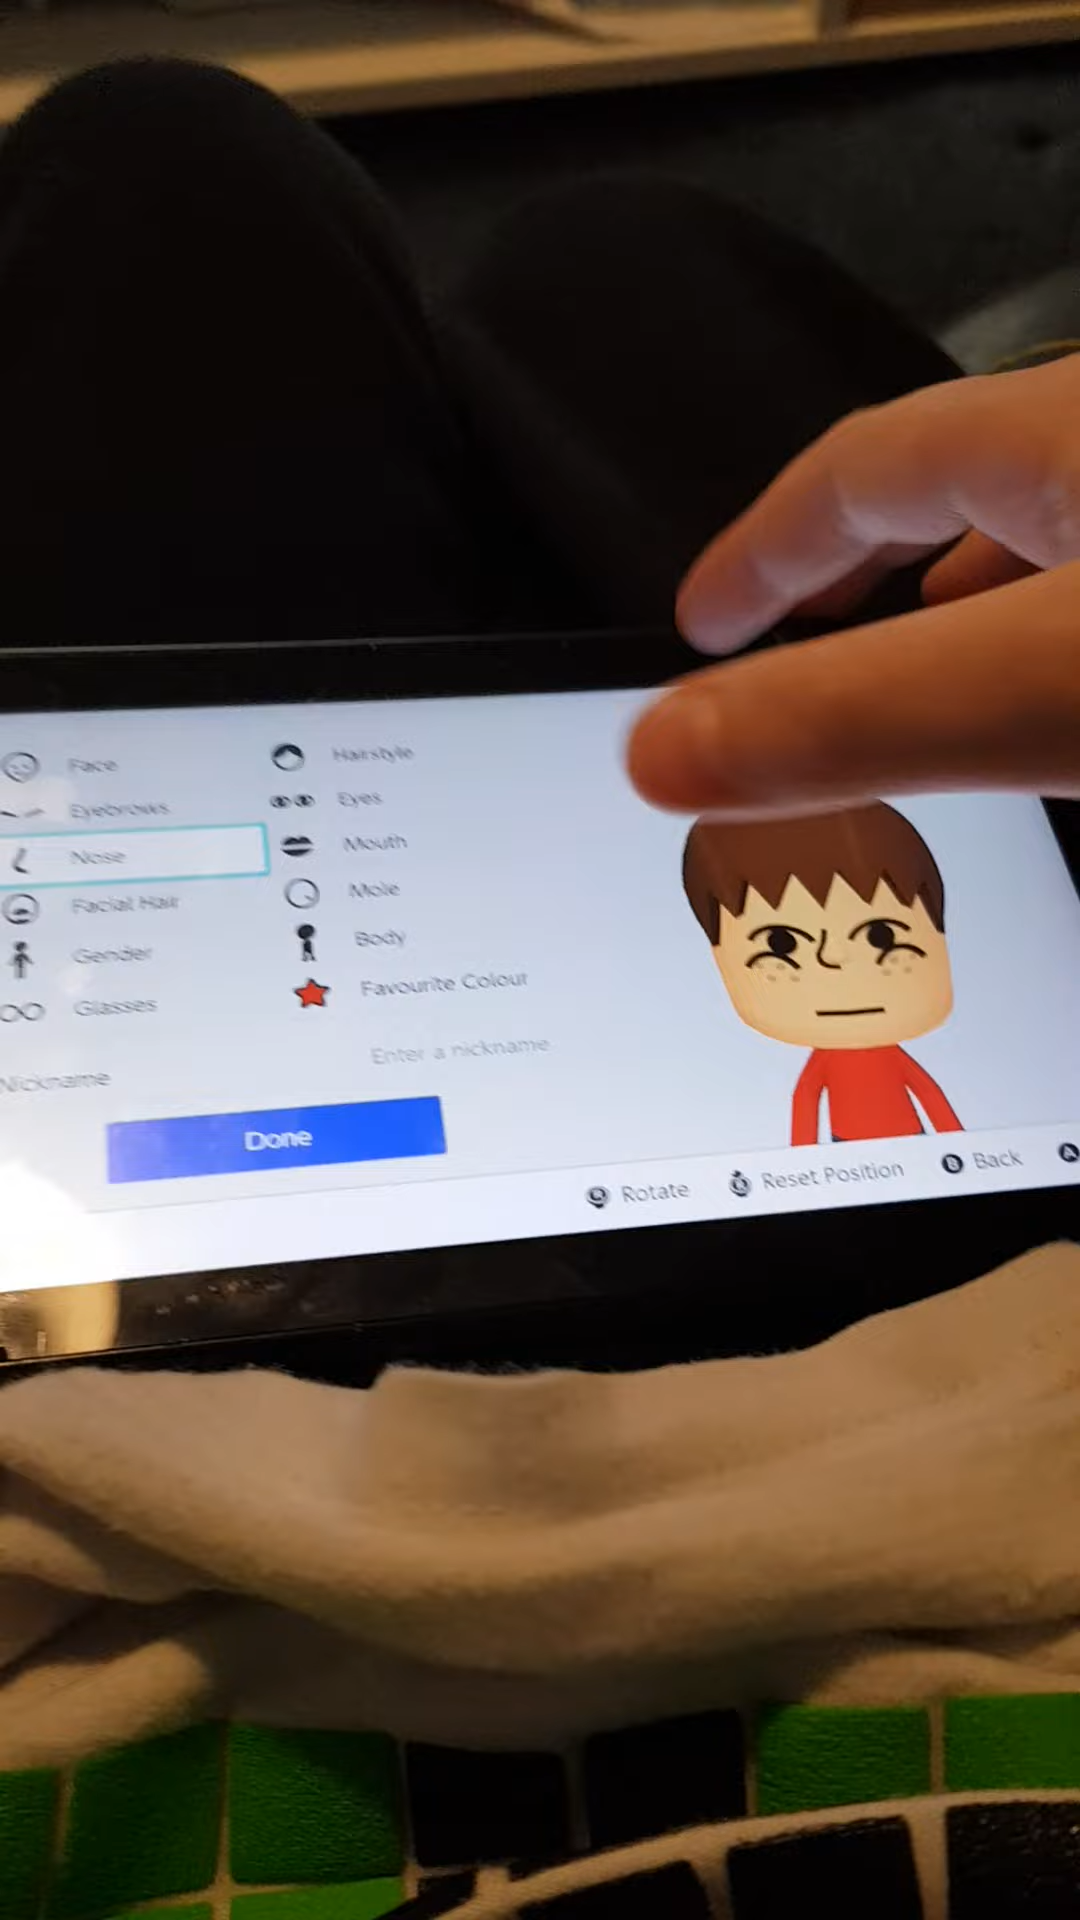 Face
Hairstyle
Eyebrows
Eyes
Nose
Mouth
Facial Hair
Mole
Gender
Body
Glasses
Favourite Colour
Nickname
Enter a nickname
Done
Rotate
Reset Position
B Back
A